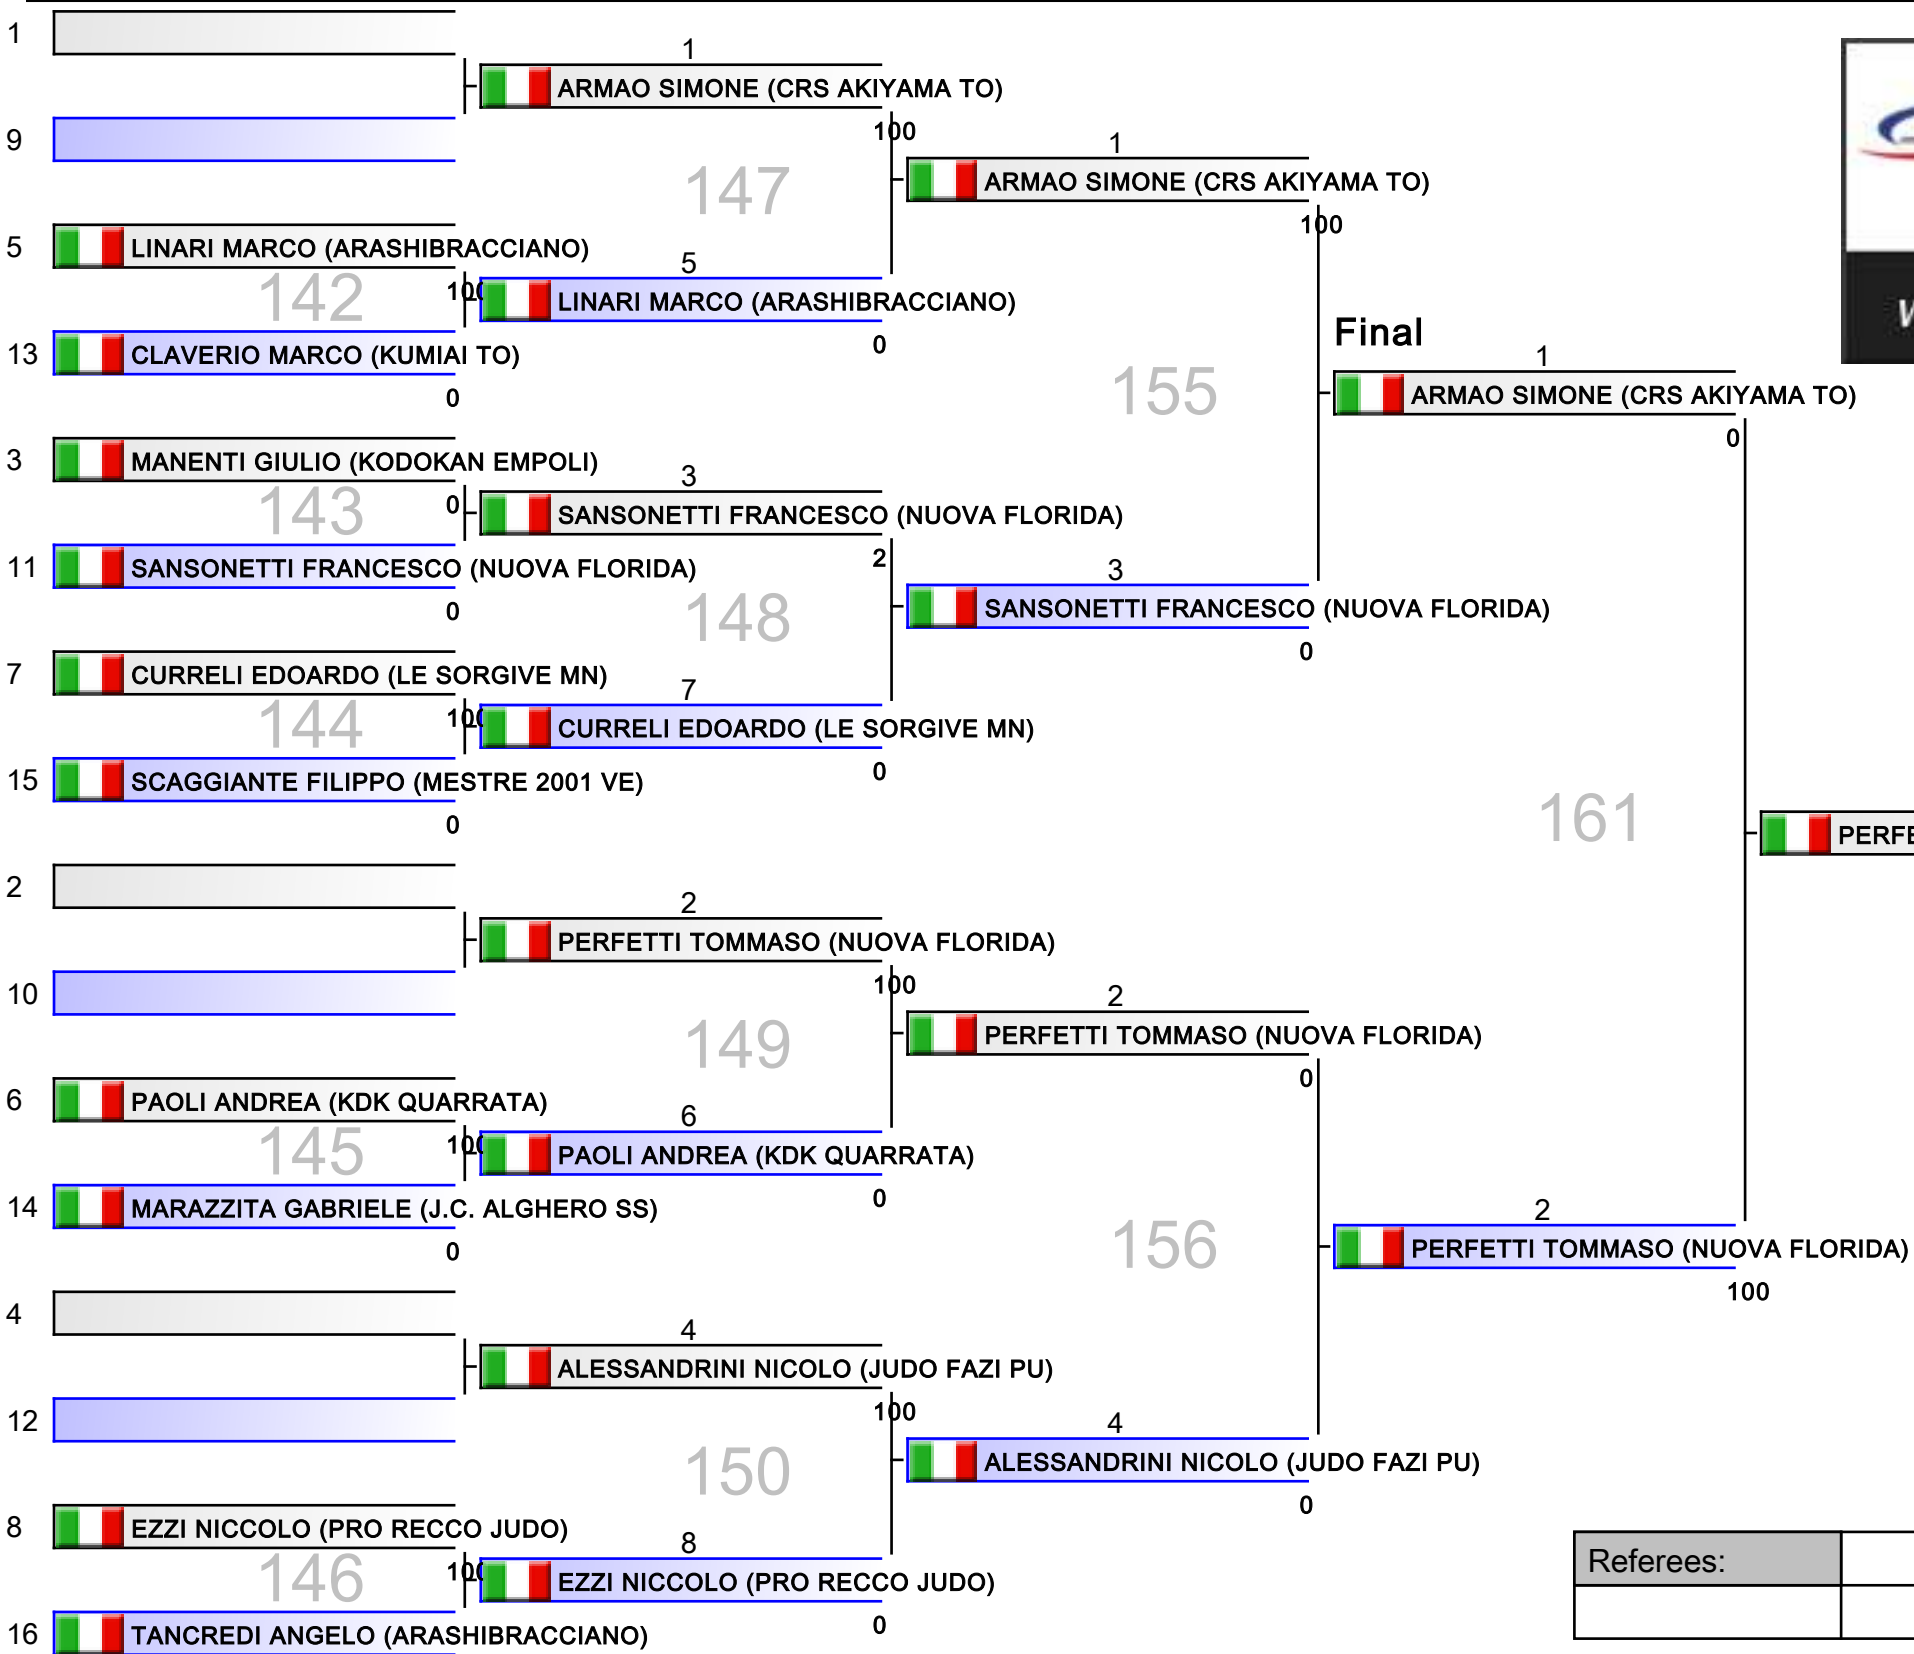 1
1
ARMAO SIMONE (CRS AKIYAMA TO)
100
9
1
147
ARMAO SIMONE (CRS AKIYAMA TO)
100
5
LINARI MARCO (ARASHIBRACCIANO)
5
142
100
LINARI MARCO (ARASHIBRACCIANO)
0
13
CLAVERIO MARCO (KUMIAI TO)
0
Final
1
155
ARMAO SIMONE (CRS AKIYAMA TO)
0
3
MANENTI GIULIO (KODOKAN EMPOLI)
3
143
0
SANSONETTI FRANCESCO (NUOVA FLORIDA)
2
11
SANSONETTI FRANCESCO (NUOVA FLORIDA)
0
3
148
SANSONETTI FRANCESCO (NUOVA FLORIDA)
0
7
CURRELI EDOARDO (LE SORGIVE MN)
7
144
100
CURRELI EDOARDO (LE SORGIVE MN)
0
15
SCAGGIANTE FILIPPO (MESTRE 2001 VE)
0
161
2
2
PERFETTI TOMMASO (NUOVA FLORIDA)
100
10
2
149
PERFETTI TOMMASO (NUOVA FLORIDA)
0
6
PAOLI ANDREA (KDK QUARRATA)
6
145
100
PAOLI ANDREA (KDK QUARRATA)
0
14
MARAZZITA GABRIELE (J.C. ALGHERO SS)
0
156
2
PERFETTI TOMMASO (NUOVA FLORIDA)
100
4
4
ALESSANDRINI NICOLO (JUDO FAZI PU)
100
12
4
150
ALESSANDRINI NICOLO (JUDO FAZI PU)
0
8
EZZI NICCOLO (PRO RECCO JUDO)
8
146
100
EZZI NICCOLO (PRO RECCO JUDO)
0
16
TANCREDI ANGELO (ARASHIBRACCIANO)
Referees: